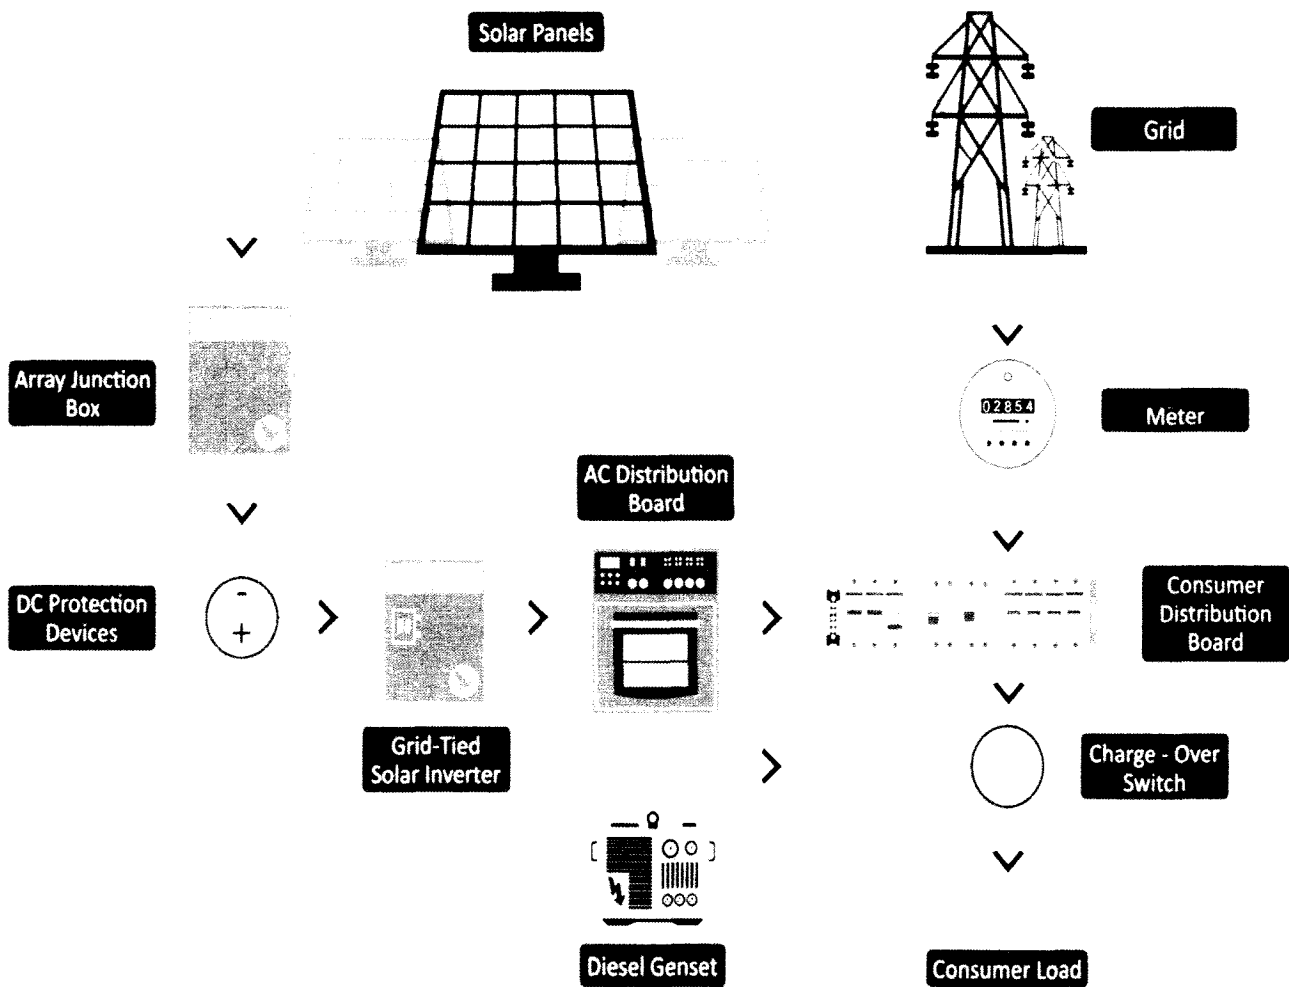 Solar Panels
Grid
Array Junction
Box
02854
Meter
AC Distribution
Board
DC Protection
Devices
Consumer
Distribution
Board
Grid-Tied
Solar Inverter
Charge - Over
Switch
Diesel Genset
Consumer Load